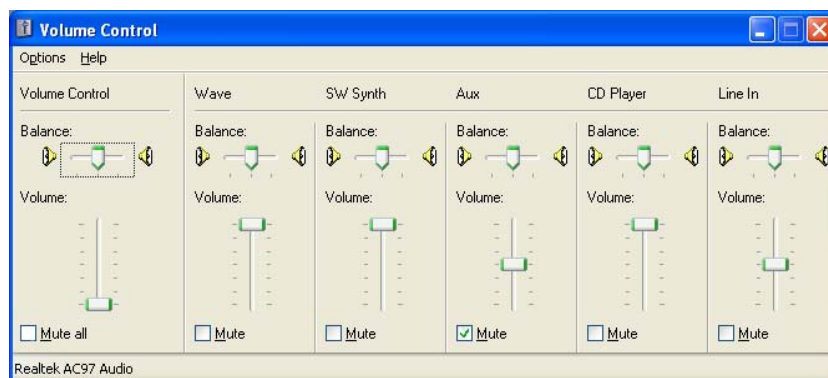 Volume Control
Options Help
Volume Control Wave SW Synth Aux CD Player Line In
Balance: Balance: Balance: Balance: Balance: Balance:
Volume: Volume: Volume: Volume: Volume: Volume:
Mute all Mute Mute Mute Mute Mute
Realtek AC97 Audio